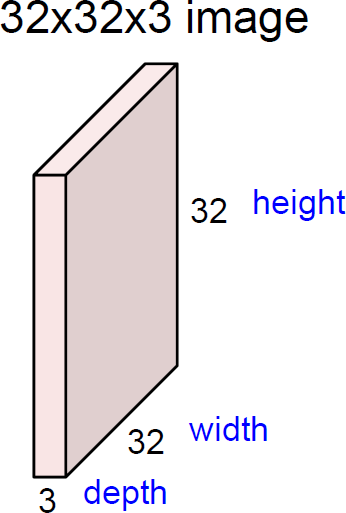 32x32x3 image
32 height
32 width
3 depth